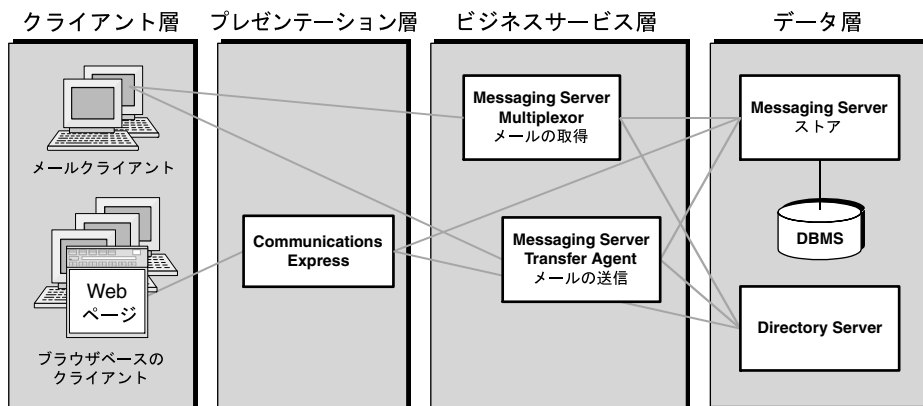 クライアント層
プレゼンテーション層
ビジネスサービス層
データ層
メールクライアント
Web
ページ
ブラウザベースの
クライアント
Communications
Express
Messaging Server
Multiplexor
メールの取得
Messaging Server
Transfer Agent
メールの送信
Messaging Server
ストア
DBMS
Directory Server